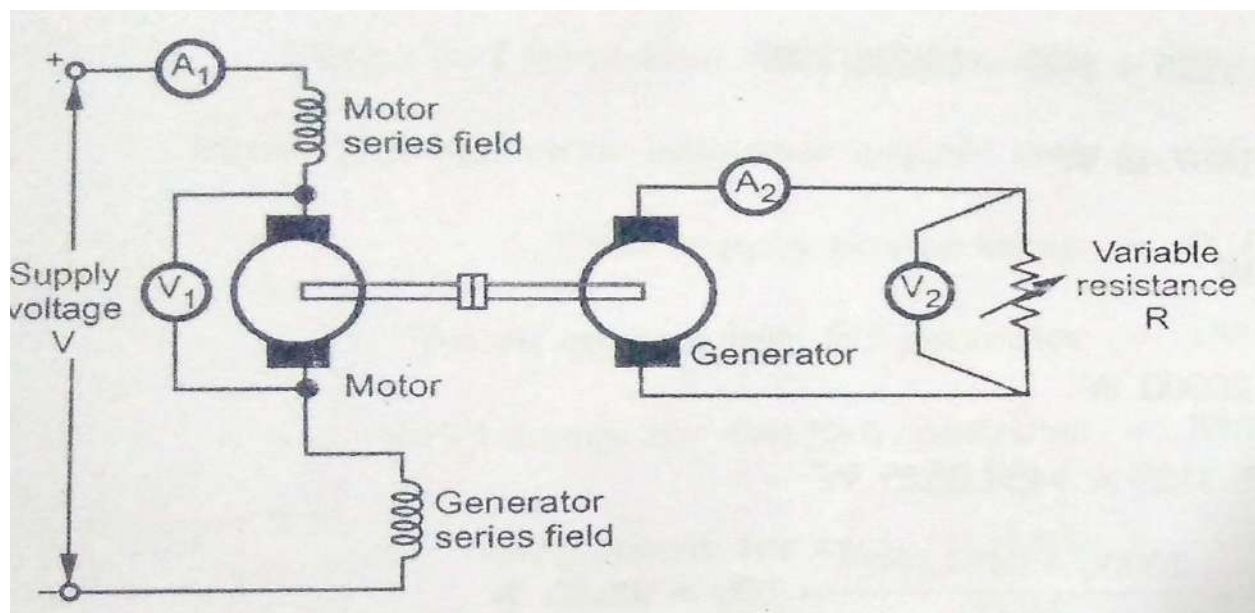 +
A1
Motor
series field
A2
Supply
voltage
V
V1
V2
Variable
resistance
R
Generator
Motor
Generator
series field
−